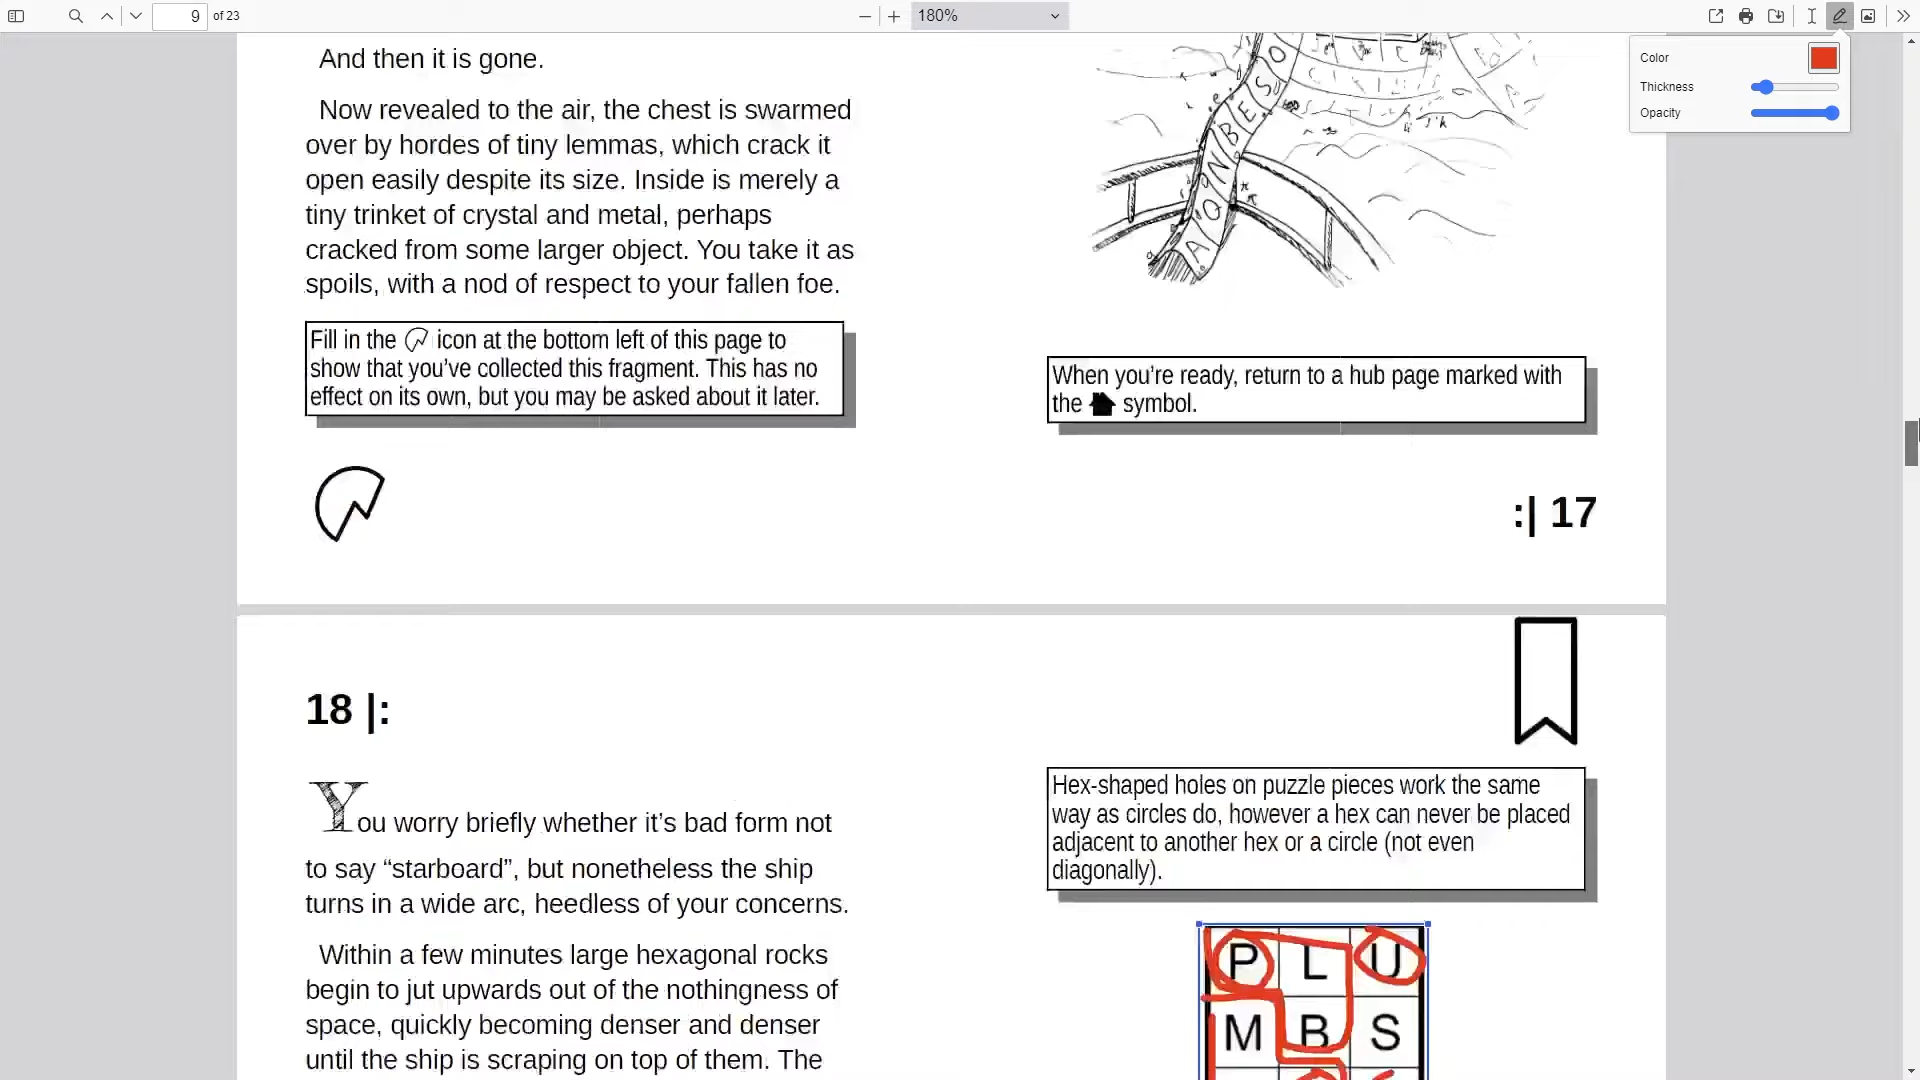 9
of 23
180%
Color
Thickness
Opacity
And then it is gone.
Now revealed to the air, the chest is swarmed
over by hordes of tiny lemmas, which crack it
open easily despite its size. Inside is merely a
tiny trinket of crystal and metal, perhaps
cracked from some larger object. You take it as
spoils, with a nod of respect to your fallen foe.
Fill in the icon at the bottom left of this page to
show that you’ve collected this fragment. This has no
effect on its own, but you may be asked about it later.
When you’re ready, return to a hub page marked with
the symbol.
:| 17
18 |:
You worry briefly whether it’s bad form not
to say “starboard”, but nonetheless the ship
turns in a wide arc, heedless of your concerns.
Within a few minutes large hexagonal rocks
begin to jut upwards out of the nothingness of
space, quickly becoming denser and denser
until the ship is scraping on top of them. The
Hex-shaped holes on puzzle pieces work the same
way as circles do, however a hex can never be placed
adjacent to another hex or a circle (not even
diagonally).
P L U
M B S